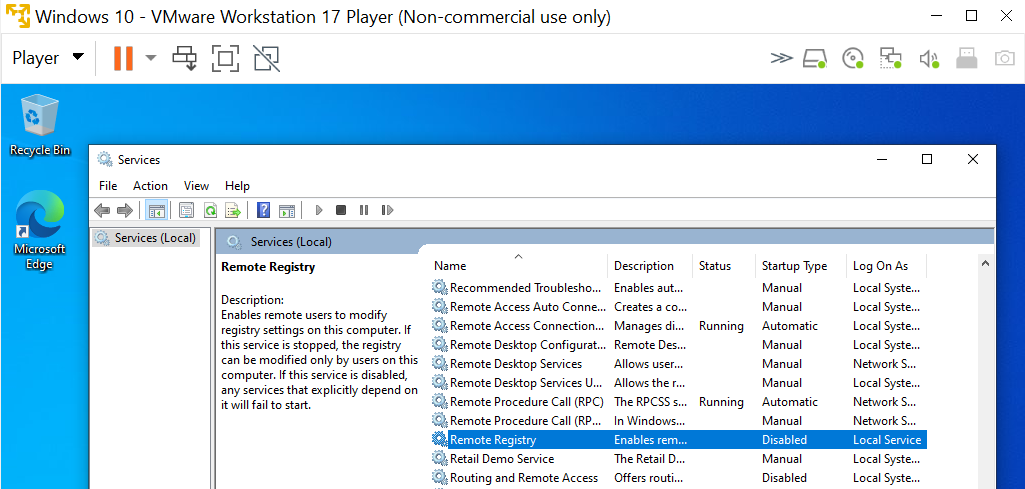 Windows 10 - VMware Workstation 17 Player (Non-commercial use only)
Player
Recycle Bin
Microsoft
Edge
Services
File Action View Help
Services (Local)
Services (Local)
Remote Registry
Description:
Enables remote users to modify
registry settings on this computer. If
this service is stopped, the registry
can be modified only by users on this
computer. If this service is disabled,
any services that explicitly depend on
it will fail to start.
Name Description Status Startup Type Log On As
Recommended Troublesho... Enables aut... Manual Local Syste...
Remote Access Auto Conne... Creates a co... Manual Local Syste...
Remote Access Connection... Manages di... Running Automatic Local Syste...
Remote Desktop Configurat... Remote Des... Manual Local Syste...
Remote Desktop Services Allows user... Manual Network S...
Remote Desktop Services U... Allows the r... Manual Local Syste...
Remote Procedure Call (RPC) The RPCSS s... Running Automatic Network S...
Remote Procedure Call (RP... In Windows... Manual Network S...
Remote Registry Enables rem... Disabled Local Service
Retail Demo Service The Retail D... Manual Local Syste...
Routing and Remote Access Offers routi... Disabled Local Syste...